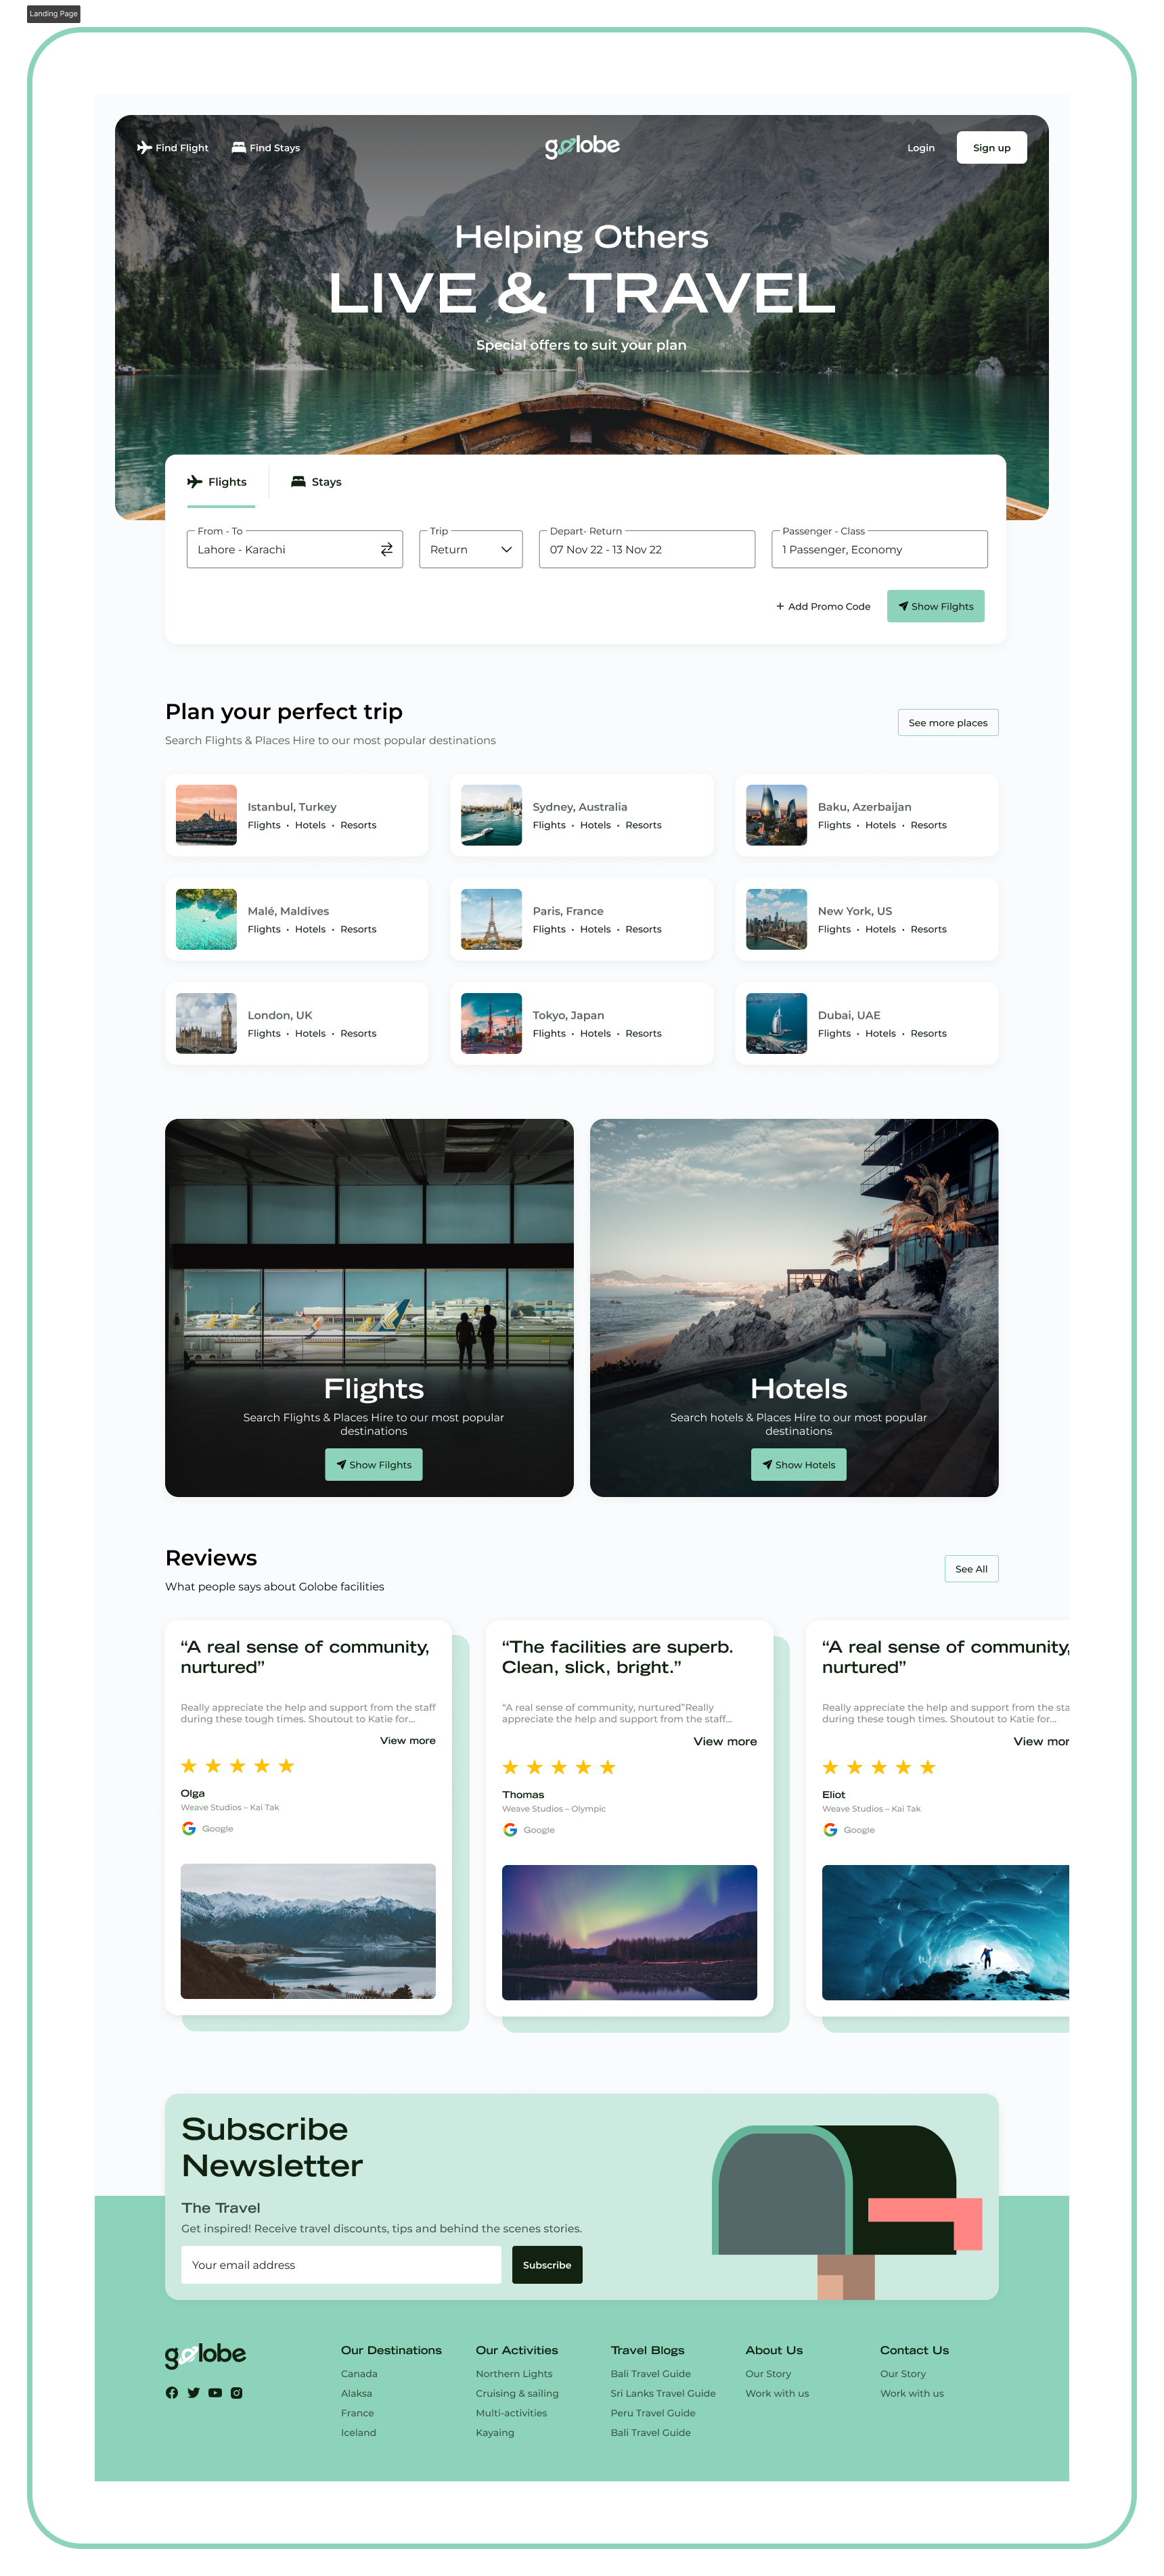 Landing Page
Find Flight
Find Stays
golobe
Login
Sign up
Helping Others
LIVE & TRAVEL
Special offers to suit your plan
Flights
Stays
From - To
Lahore - Karachi
Trip
Return
Depart- Return
07 Nov 22 - 13 Nov 22
Passenger - Class
1 Passenger, Economy
+ Add Promo Code
Show Filghts
Plan your perfect trip
Search Flights & Places Hire to our most popular destinations
See more places
Istanbul, Turkey
Flights • Hotels • Resorts
Sydney, Australia
Flights • Hotels • Resorts
Baku, Azerbaijan
Flights • Hotels • Resorts
Malé, Maldives
Flights • Hotels • Resorts
Paris, France
Flights • Hotels • Resorts
New York, US
Flights • Hotels • Resorts
London, UK
Flights • Hotels • Resorts
Tokyo, Japan
Flights • Hotels • Resorts
Dubai, UAE
Flights • Hotels • Resorts
Flights
Search Flights & Places Hire to our most popular
destinations
Show Filghts
Hotels
Search hotels & Places Hire to our most popular
destinations
Show Hotels
Reviews
What people says about Golobe facilities
See All
“A real sense of community,
nurtured”
Really appreciate the help and support from the staff
during these tough times. Shoutout to Katie for...
View more
Olga
Weave Studios – Kai Tak
Google
“The facilities are superb.
Clean, slick, bright.”
“A real sense of community, nurtured”Really
appreciate the help and support from the staff...
View more
Thomas
Weave Studios – Olympic
Google
“A real sense of community,
nurtured”
Really appreciate the help and support from the sta
during these tough times. Shoutout to Katie for...
View mor
Eliot
Weave Studios – Kai Tak
Google
Subscribe
Newsletter
The Travel
Get inspired! Receive travel discounts, tips and behind the scenes stories.
Your email address
Subscribe
golobe
Our Destinations
Canada
Alaksa
France
Iceland
Our Activities
Northern Lights
Cruising & sailing
Multi-activities
Kayaing
Travel Blogs
Bali Travel Guide
Sri Lanks Travel Guide
Peru Travel Guide
Bali Travel Guide
About Us
Our Story
Work with us
Contact Us
Our Story
Work with us